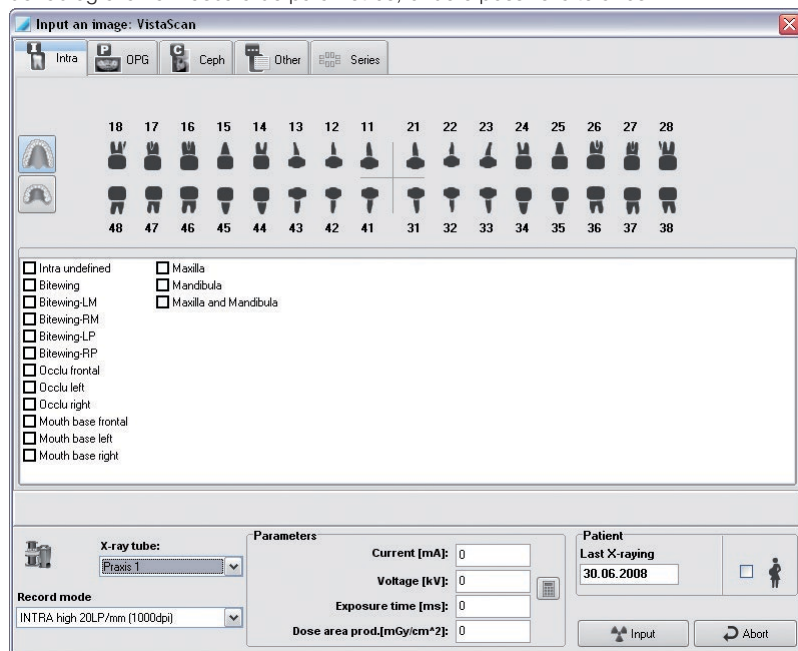 Input an image: VistaScan
Intra OPG Ceph Other Series
18 17 16 15 14 13 12 11 21 22 23 24 25 26 27 28
48 47 46 45 44 43 42 41 31 32 33 34 35 36 37 38
Intra undefined
Bitewing
Bitewing-LM
Bitewing-RM
Bitewing-LP
Bitewing-RP
Occlu frontal
Occlu left
Occlu right
Mouth base frontal
Mouth base left
Mouth base right
Maxilla
Mandibula
Maxilla and Mandibula
X-ray tube:
Praxis 1
Record mode
INTRA high 20LP/mm (1000dpi)
Parameters
Current [mA]: 0
Voltage [kV]: 0
Exposure time [ms]: 0
Dose area prod.[mGy/cm^2]: 0
Patient
Last X-raying
30.06.2008
Input Abort